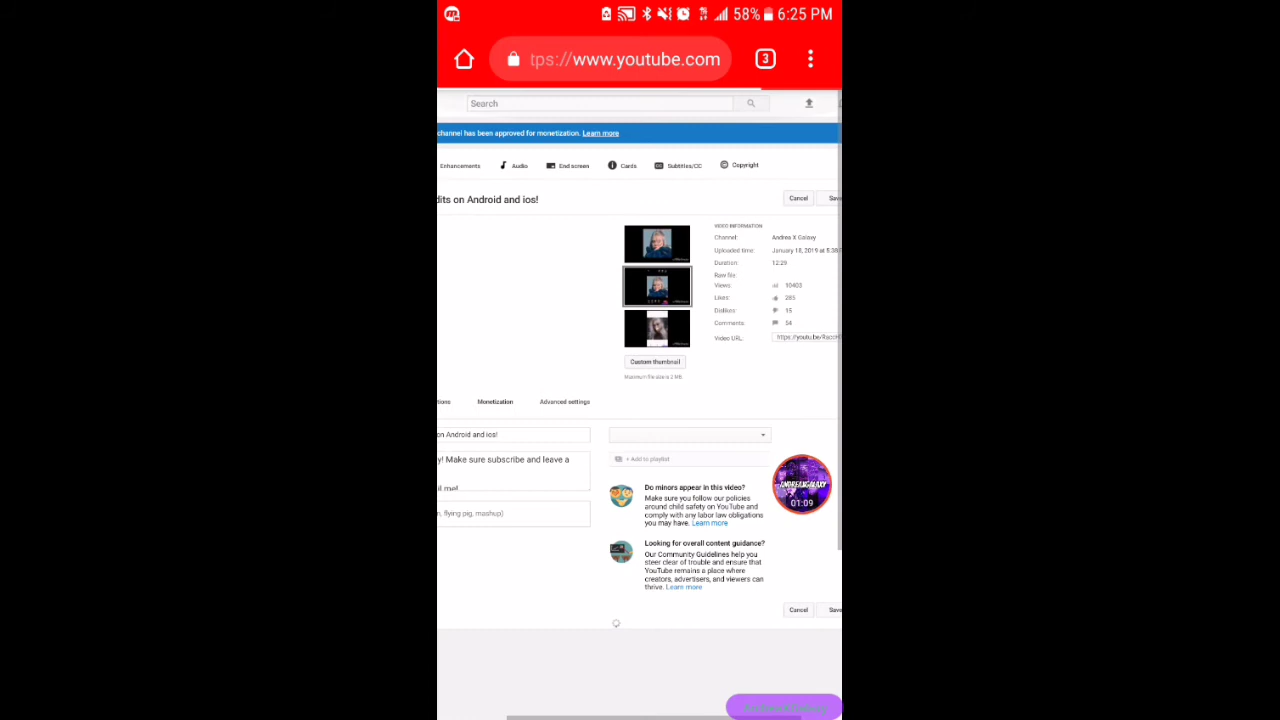 58% 6:25 PM
tps://www.youtube.com 3
Search
channel has been approved for monetization. Learn more
Enhancements Audio End screen Cards Subtitles/CC Copyright
dits on Android and ios!
Cancel Save
VIDEO INFORMATION
Channel: Andrea X Galaxy
Uploaded time: January 18, 2019 at 5:38
Duration: 12:29
Raw file:
Views: 10403
Likes: 285
Dislikes: 15
Comments: 54
Video URL: https://youtu.be/
Custom thumbnail
Maximum file size is 2 MB.
tions Monetization Advanced settings
on Android and ios!
y! Make sure subscribe and leave a
il me!
+ Add to playlist
m, flying pig, mashup)
Do minors appear in this video?
Make sure you follow our policies
around child safety on YouTube and
comply with any labor law obligations
you may have. Learn more
ANDREAXGALAXY
01:09
Looking for overall content guidance?
Our Community Guidelines help you
steer clear of trouble and ensure that
YouTube remains a place where
creators, advertisers, and viewers can
thrive. Learn more
Cancel Save